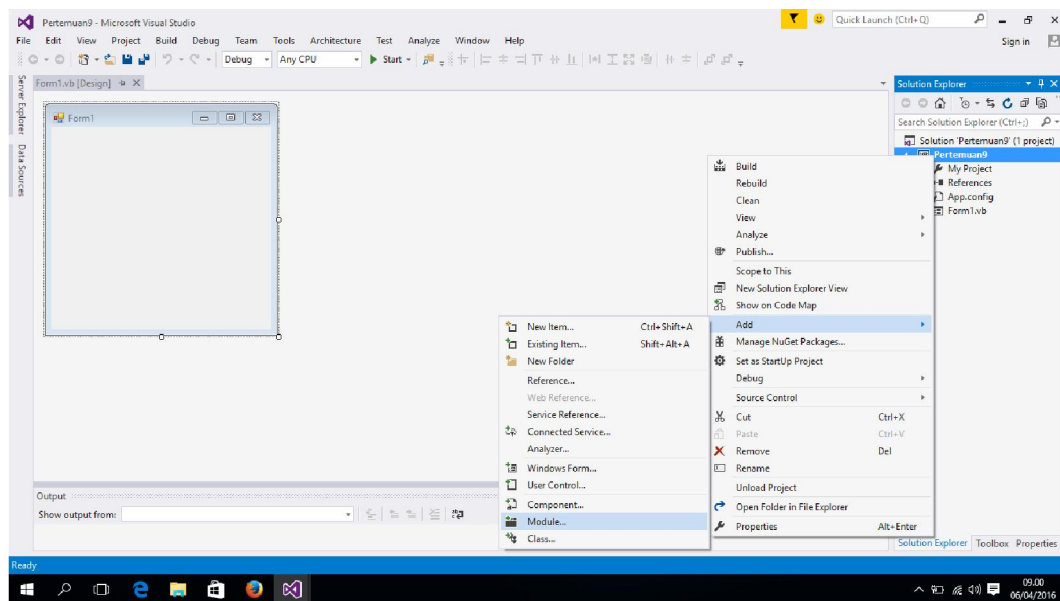 Pertemuan9 - Microsoft Visual Studio
Quick Launch (Ctrl+Q)
File Edit View Project Build Debug Team Tools Architecture Test Analyze Window Help
Sign in
Debug Any CPU Start
Server Explorer
Data Sources
Form1.vb [Design]
Form1
Solution Explorer
Search Solution Explorer (Ctrl+;)
Solution 'Pertemuan9' (1 project)
Pertemuan9
My Project
References
App.config
Form1.vb
Build
Rebuild
Clean
View
Analyze
Publish...
Scope to This
New Solution Explorer View
Show on Code Map
Add
Manage NuGet Packages...
Set as StartUp Project
Debug
Source Control
Cut Ctrl+X
Paste Ctrl+V
Remove Del
Rename
Unload Project
Open Folder in File Explorer
Properties Alt+Enter
New Item... Ctrl+Shift+A
Existing Item... Shift+Alt+A
New Folder
Reference...
Web Reference...
Service Reference...
Connected Service...
Analyzer...
Windows Form...
User Control...
Component...
Module...
Class...
Output
Show output from:
Solution Explorer Toolbox Properties
Ready
09.00
06/04/2016